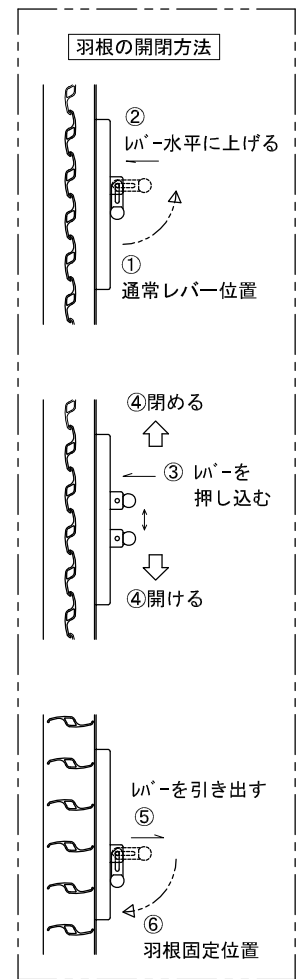 羽根の開閉方法
②
ﾚﾊﾞｰ水平に上げる
①
通常レバー位置
④閉める
③ ﾚﾊﾞｰを
押し込む
④開ける
ﾚﾊﾞｰを引き出す
⑤
⑥
羽根固定位置